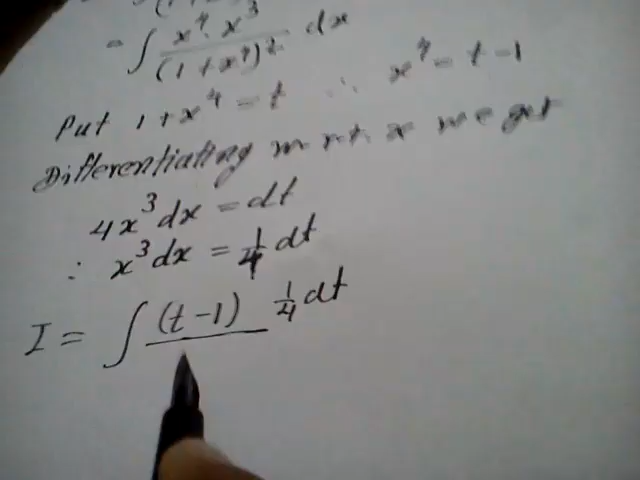 = ∫ x⁴. x³ / (1 + x⁴)² dx
Put 1 + x⁴ = t ∴ x⁴ = t - 1
Differentiating w.r.t. x we get
4x³dx = dt
∴ x³dx = 1/4 dt
I = ∫ (t - 1) 1/4 dt